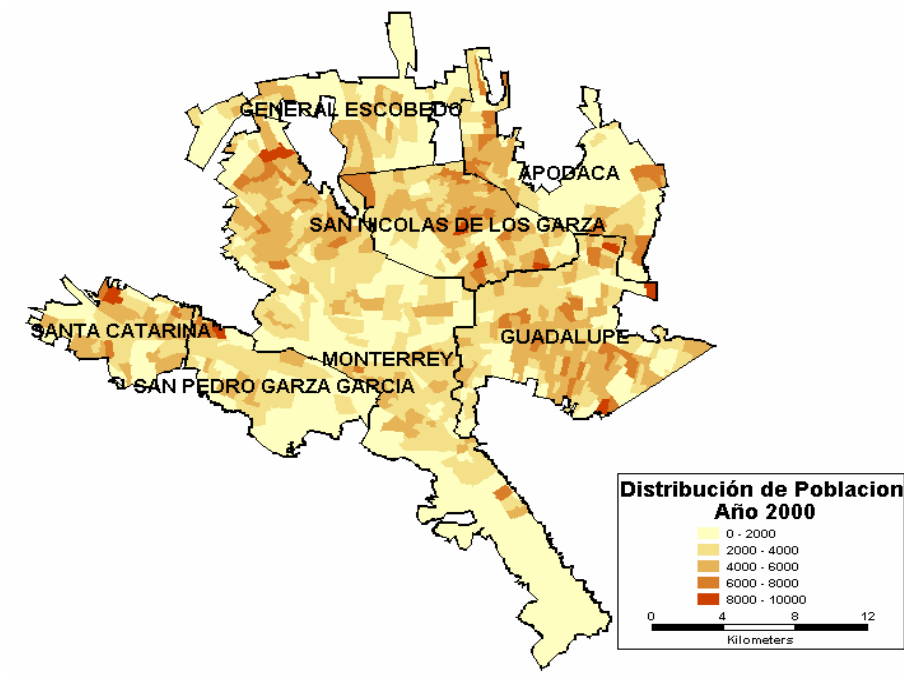 GENERAL ESCOBEDO
APODACA
SAN NICOLAS DE LOS GARZA
SANTA CATARINA
GUADALUPE
MONTERREY
SAN PEDRO GARZA GARCIA
Distribución de Poblacion
Año 2000
0 - 2000
2000 - 4000
4000 - 6000
6000 - 8000
8000 - 10000
0 4 8 12
Kilometers